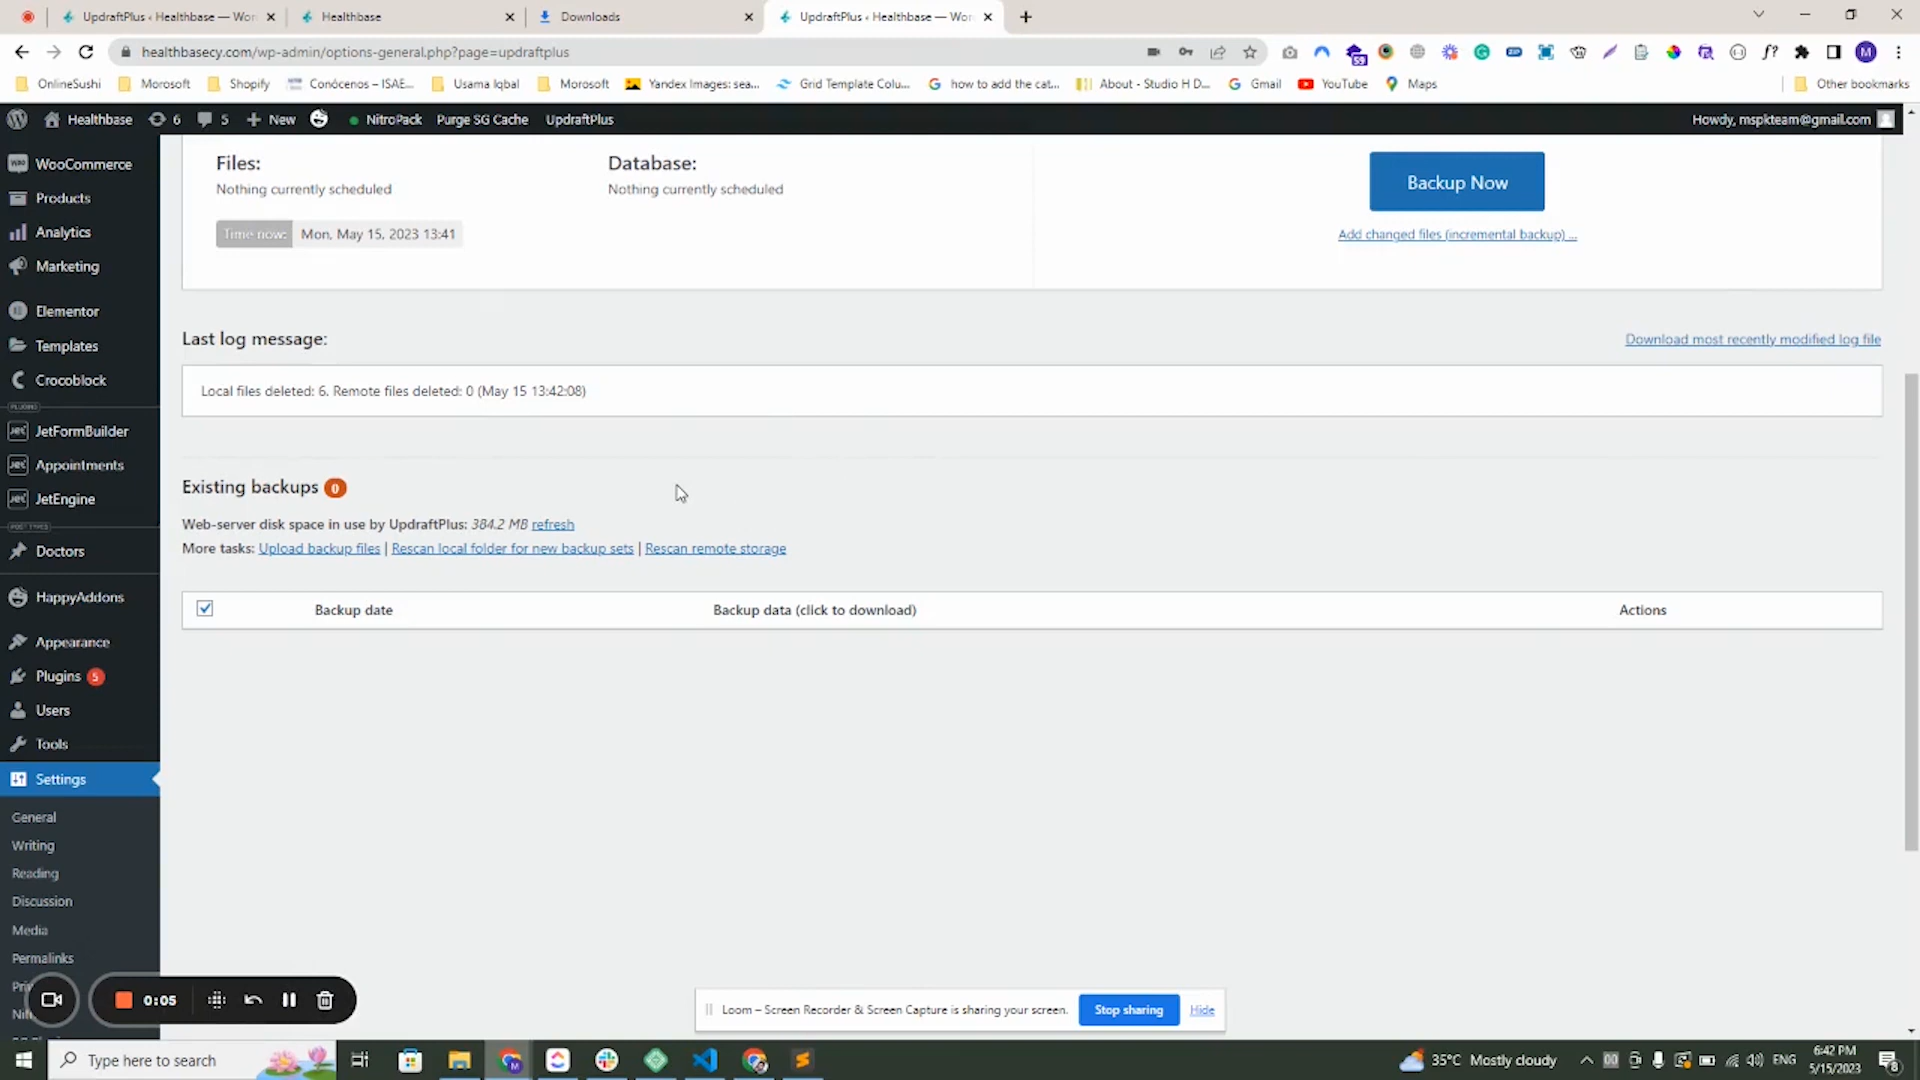 UpdraftPlus ‹ Healthbase — Wor
Healthbase
Downloads
UpdraftPlus ‹ Healthbase — Wor
healthbasecy.com/wp-admin/options-general.php?page=updraftplus
OnlineSushi
Morosoft
Shopify
Conócenos – ISAE...
Usama Iqbal
Morosoft
Yandex Images: sea...
Grid Template Colu...
how to add the cat...
About - Studio H D...
Gmail
YouTube
Maps
Other bookmarks
Healthbase
6
5
New
NitroPack
Purge SG Cache
UpdraftPlus
Howdy, mspkteam@gmail.com
WooCommerce
Products
Analytics
Marketing
Elementor
Templates
Crocoblock
PLUGINS
JetFormBuilder
Appointments
JetEngine
POST TYPES
Doctors
HappyAddons
Appearance
Plugins 5
Users
Tools
Settings
General
Writing
Reading
Discussion
Media
Permalinks
Files:
Nothing currently scheduled
Database:
Nothing currently scheduled
Time now: Mon, May 15, 2023 13:41
Backup Now
Add changed files (incremental backup) ...
Last log message:
Download most recently modified log file
Local files deleted: 6. Remote files deleted: 0 (May 15 13:42:08)
Existing backups 0
Web-server disk space in use by UpdraftPlus: 384.2 MB refresh
More tasks: Upload backup files | Rescan local folder for new backup sets | Rescan remote storage
Backup date
Backup data (click to download)
Actions
0:05
Loom – Screen Recorder & Screen Capture is sharing your screen.
Stop sharing
Hide
Type here to search
35°C Mostly cloudy
ENG
6:42 PM
5/15/2023
8